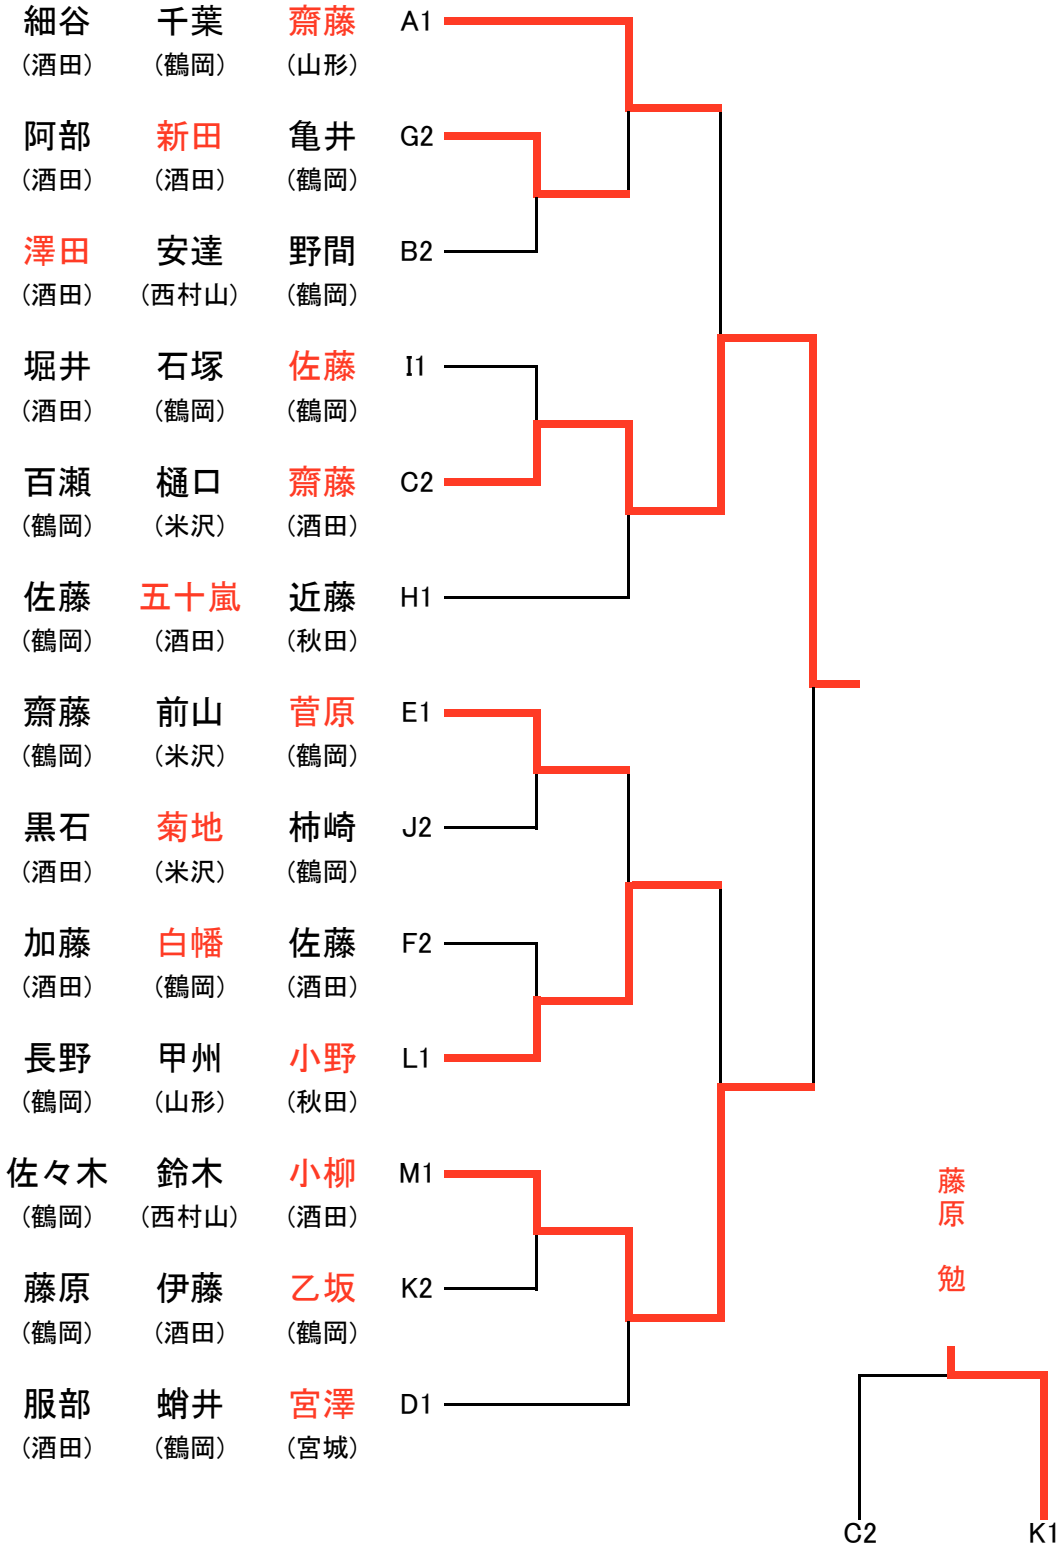 細谷 千葉 齋藤 A1
（酒田） （鶴岡） （山形）
阿部 新田 亀井 G2
（酒田） （酒田） （鶴岡）
澤田 安達 野間 B2
（酒田） （西村山） （鶴岡）
堀井 石塚 佐藤 I1
（酒田） （鶴岡） （鶴岡）
百瀬 樋口 齋藤 C2
（鶴岡） （米沢） （酒田）
佐藤 五十嵐 近藤 H1
（鶴岡） （酒田） （秋田）
齋藤 前山 菅原 E1
（鶴岡） （米沢） （鶴岡）
黒石 菊地 柿崎 J2
（酒田） （米沢） （鶴岡）
加藤 白幡 佐藤 F2
（酒田） （鶴岡） （酒田）
長野 甲州 小野 L1
（鶴岡） （山形） （秋田）
佐々木 鈴木 小柳 M1
（鶴岡） （西村山） （酒田）
藤原 伊藤 乙坂 K2
（鶴岡） （酒田） （鶴岡）
服部 蛸井 宮澤 D1
（酒田） （鶴岡） （宮城）
藤原 勉
C2 K1